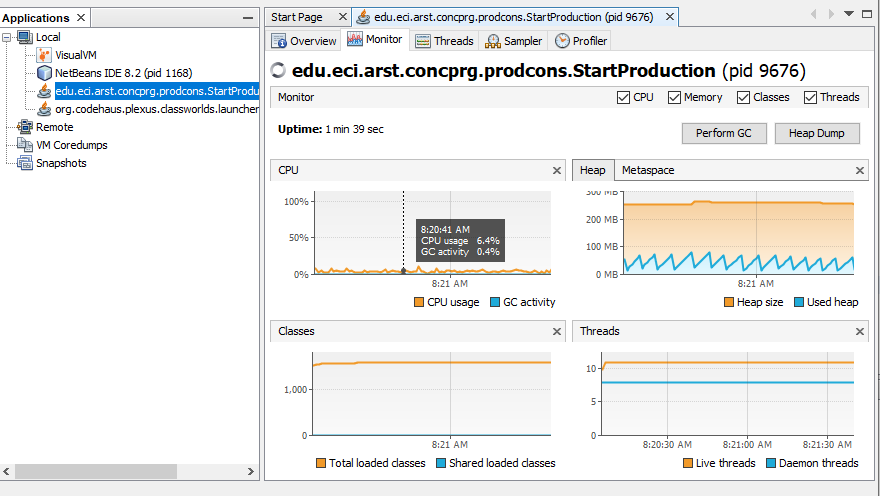 Applications
Local
VisualVM
NetBeans IDE 8.2 (pid 1168)
edu.eci.arst.concprg.prodcons.StartProdu
org.codehaus.plexus.classworlds.launcher
Remote
VM Coredumps
Snapshots
Start Page
edu.eci.arst.concprg.prodcons.StartProduction (pid 9676)
Overview Monitor Threads Sampler Profiler
edu.eci.arst.concprg.prodcons.StartProduction (pid 9676)
Monitor CPU Memory Classes Threads
Uptime: 1 min 39 sec Perform GC Heap Dump
CPU
100%
50%
0%
8:20:41 AM
CPU usage 6.4%
GC activity 0.4%
8:21 AM
CPU usage GC activity
Heap Metaspace
300 MB
200 MB
100 MB
0 MB
8:21 AM
Heap size Used heap
Classes
1,000
0
8:21 AM
Total loaded classes Shared loaded classes
Threads
10
5
0
8:20:30 AM 8:21:00 AM 8:21:30 AM
Live threads Daemon threads